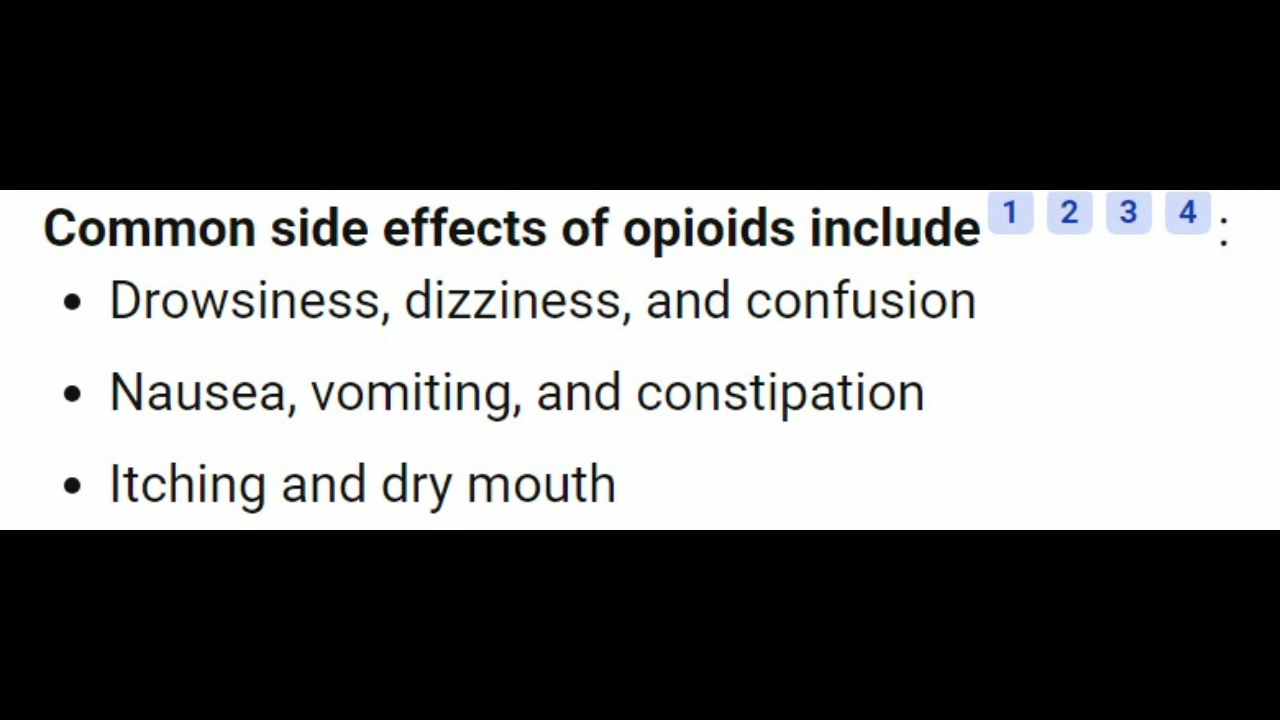 Common side effects of opioids include 1 2 3 4 :
• Drowsiness, dizziness, and confusion
• Nausea, vomiting, and constipation
• Itching and dry mouth